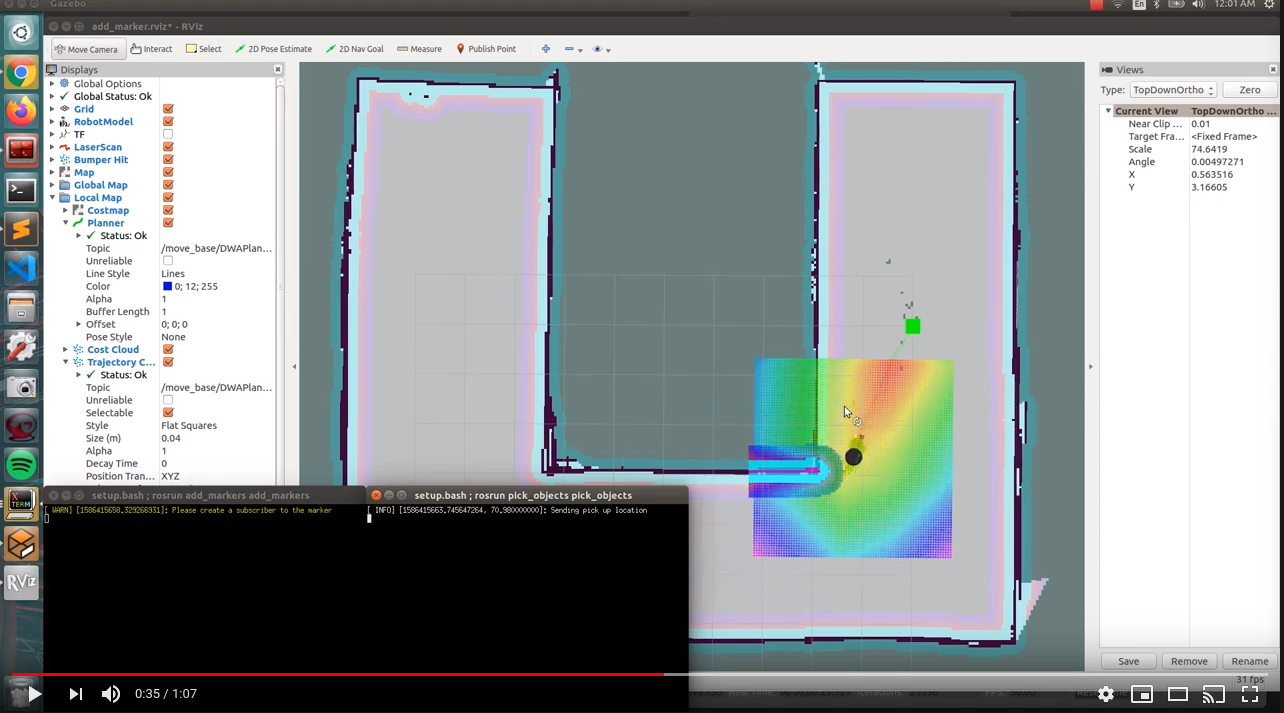 Gazebo
En
12:01 AM
add_marker.rviz* - RViz
Move Camera
Interact
Select
2D Pose Estimate
2D Nav Goal
Measure
Publish Point
Displays
Global Options
Global Status: Ok
Grid
RobotModel
TF
LaserScan
Bumper Hit
Map
Global Map
Local Map
Costmap
Planner
Status: Ok
Topic /move_base/DWAPlan...
Unreliable
Line Style Lines
Color 0; 12; 255
Alpha 1
Buffer Length 1
Offset 0; 0; 0
Pose Style None
Cost Cloud
Trajectory C...
Status: Ok
Topic /move_base/DWAPlan...
Unreliable
Selectable
Style Flat Squares
Size (m) 0.04
Alpha 1
Decay Time 0
Position Tran... XYZ
Views
Type: TopDownOrtho Zero
Current View TopDownOrtho ...
Near Clip ... 0.01
Target Fra... <Fixed Frame>
Scale 74.6419
Angle 0.00497271
X 0.563516
Y 3.16605
setup.bash ; rosrun add_markers add_markers
[ WARN] [1586415658.329266931]: Please create a subscriber to the marker
setup.bash ; rosrun pick_objects pick_objects
[ INFO] [1586415663.745647264, 70.980000000]: Sending pick up location
XTERM
RViz
Save
Remove
Rename
31 fps
0:35 / 1:07